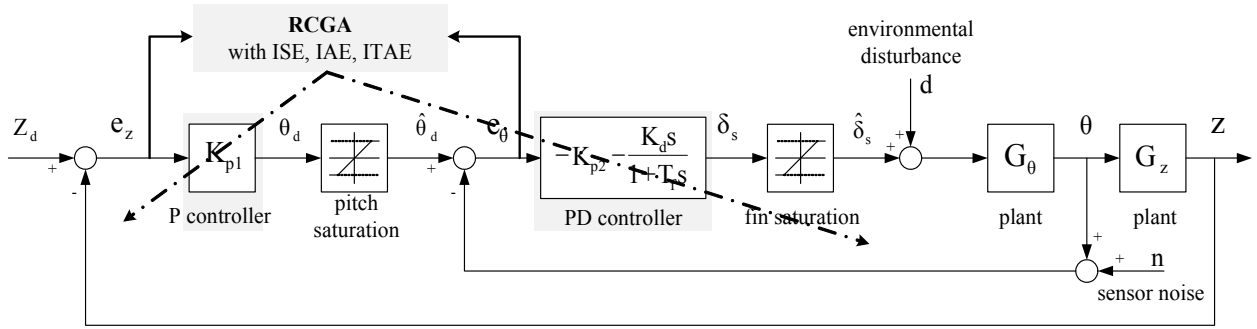 RCGA
with ISE, IAE, ITAE
environmental
disturbance
d
Z_d
e_z
θ_d
θ̂_d
e_θ
δ_s
δ̂_s
θ
z
+
-
K_p1
+
-
-K_p2 - K_d s / 1+T_f s
+
+
G_θ
G_z
P controller
pitch
saturation
PD controller
fin saturation
plant
plant
+
+
n
sensor noise